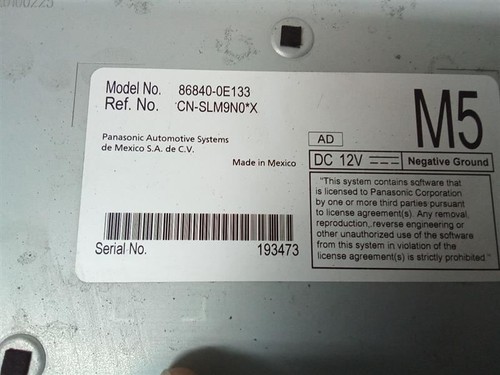 Model No. 86840-0E133
Ref. No. CN-SLM9N0*X
M5
Panasonic Automotive Systems
de Mexico S.A. de C.V.
Made in Mexico
AD
DC 12V
Negative Ground
"This system contains software that
is licensed to Panasonic Corporation
by one or more third parties pursuant
to license agreement(s). Any removal,
reproduction, reverse engineering or
other unauthorized use of the software
from this system in violation of the
license agreement(s) is strictly prohibited."
Serial No. 193473